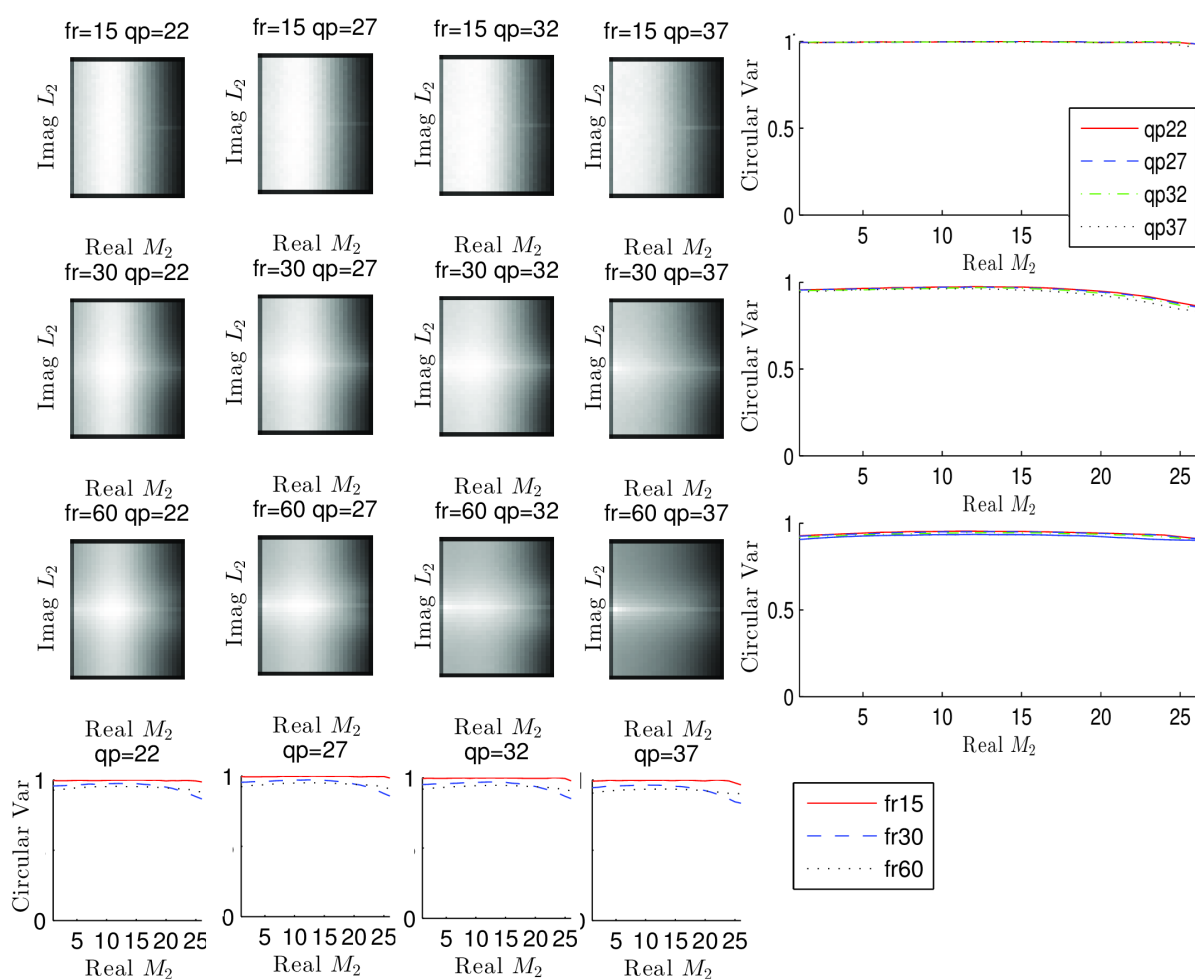 fr=15 qp=22 fr=15 qp=27 fr=15 qp=32 fr=15 qp=37
Imag L₂ Imag L₂ Imag L₂ Imag L₂
Real M₂ Real M₂ Real M₂ Real M₂
1
0.5
0
Circular Var
5 10 15
Real M₂
qp22
qp27
qp32
qp37
fr=30 qp=22 fr=30 qp=27 fr=30 qp=32 fr=30 qp=37
Imag L₂ Imag L₂ Imag L₂ Imag L₂
Real M₂ Real M₂ Real M₂ Real M₂
1
0.5
0
Circular Var
5 10 15 20 25
Real M₂
fr=60 qp=22 fr=60 qp=27 fr=60 qp=32 fr=60 qp=37
Imag L₂ Imag L₂ Imag L₂ Imag L₂
Real M₂ Real M₂ Real M₂ Real M₂
1
0.5
0
Circular Var
5 10 15 20 25
Real M₂
qp=22 qp=27 qp=32 qp=37
1 1 1 1
Circular Var
0 0 0
5 10 15 20 25 5 10 15 20 25 5 10 15 20 25 5 10 15 20 25
Real M₂ Real M₂ Real M₂ Real M₂
fr15
fr30
fr60